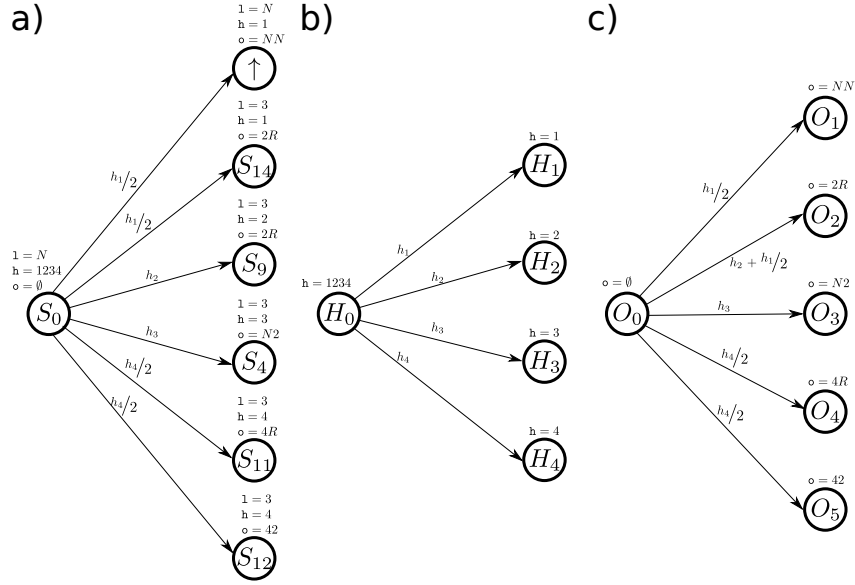 a)
l = N
h = 1
o = NN
↑
l = 3
h = 1
o = 2R
S₁₄
l = 3
h = 2
o = 2R
S₉
l = 3
h = 3
o = N2
S₄
l = 3
h = 4
o = 4R
S₁₁
l = 3
h = 4
o = 42
S₁₂
l = N
h = 1234
o = ∅
S₀
h₁/2
h₁/2
h₂
h₃
h₄/2
h₄/2
b)
h = 1234
H₀
h₁
h₂
h₃
h₄
h = 1
H₁
h = 2
H₂
h = 3
H₃
h = 4
H₄
c)
o = ∅
O₀
h₁/2
h₂ + h₁/2
h₃
h₄/2
h₄/2
o = NN
O₁
o = 2R
O₂
o = N2
O₃
o = 4R
O₄
o = 42
O₅